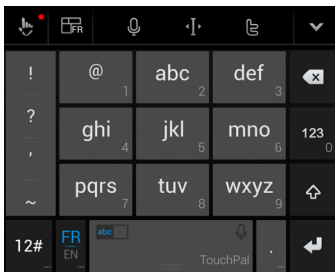 FR
! @ 1 abc 2 def 3
? ghi 4 jkl 5 mno 6 123 0
,
~ pqrs 7 tuv 8 wxyz 9
12# FR abc .
EN TouchPal